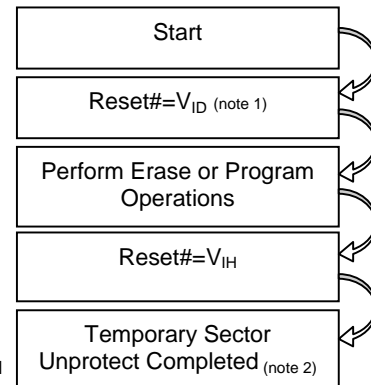 Start
Reset#=VID (note 1)
Perform Erase or Program
Operations
Reset#=VIH
Temporary Sector
Unprotect Completed (note 2)